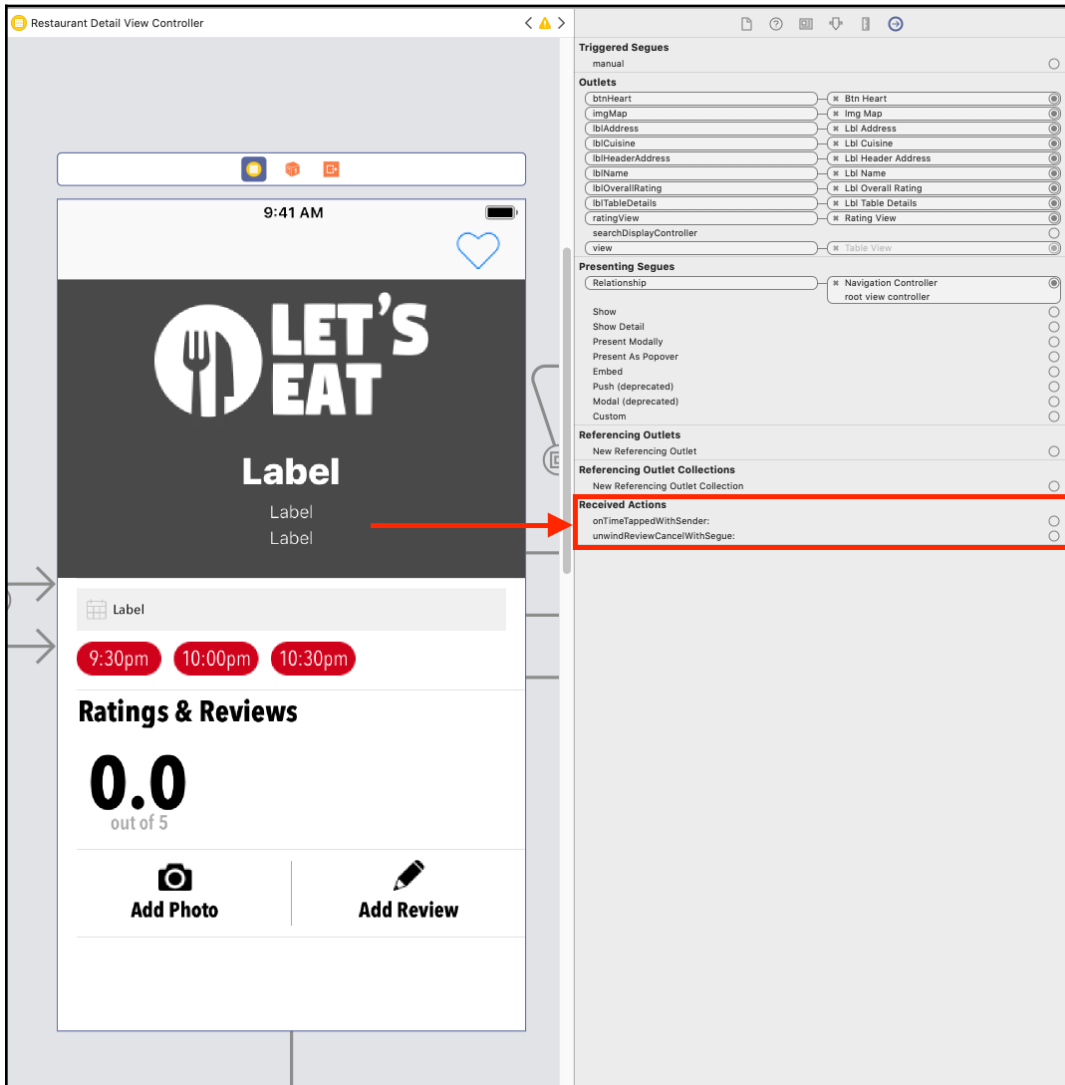 Restaurant Detail View Controller
9:41 AM
LET'S
EAT
Label
Label
Label
Label
9:30pm 10:00pm 10:30pm
Ratings & Reviews
0.0
out of 5
Add Photo Add Review
Triggered Segues
manual
Outlets
btnHeart Btn Heart
imgMap Img Map
lblAddress Lbl Address
lblCuisine Lbl Cuisine
lblHeaderAddress Lbl Header Address
lblName Lbl Name
lblOverallRating Lbl Overall Rating
lblTableDetails Lbl Table Details
ratingView Rating View
searchDisplayController
view Table View
Presenting Segues
Relationship Navigation Controller
root view controller
Show
Show Detail
Present Modally
Present As Popover
Embed
Push (deprecated)
Modal (deprecated)
Custom
Referencing Outlets
New Referencing Outlet
Referencing Outlet Collections
New Referencing Outlet Collection
Received Actions
onTimeTappedWithSender:
unwindReviewCancelWithSegue: